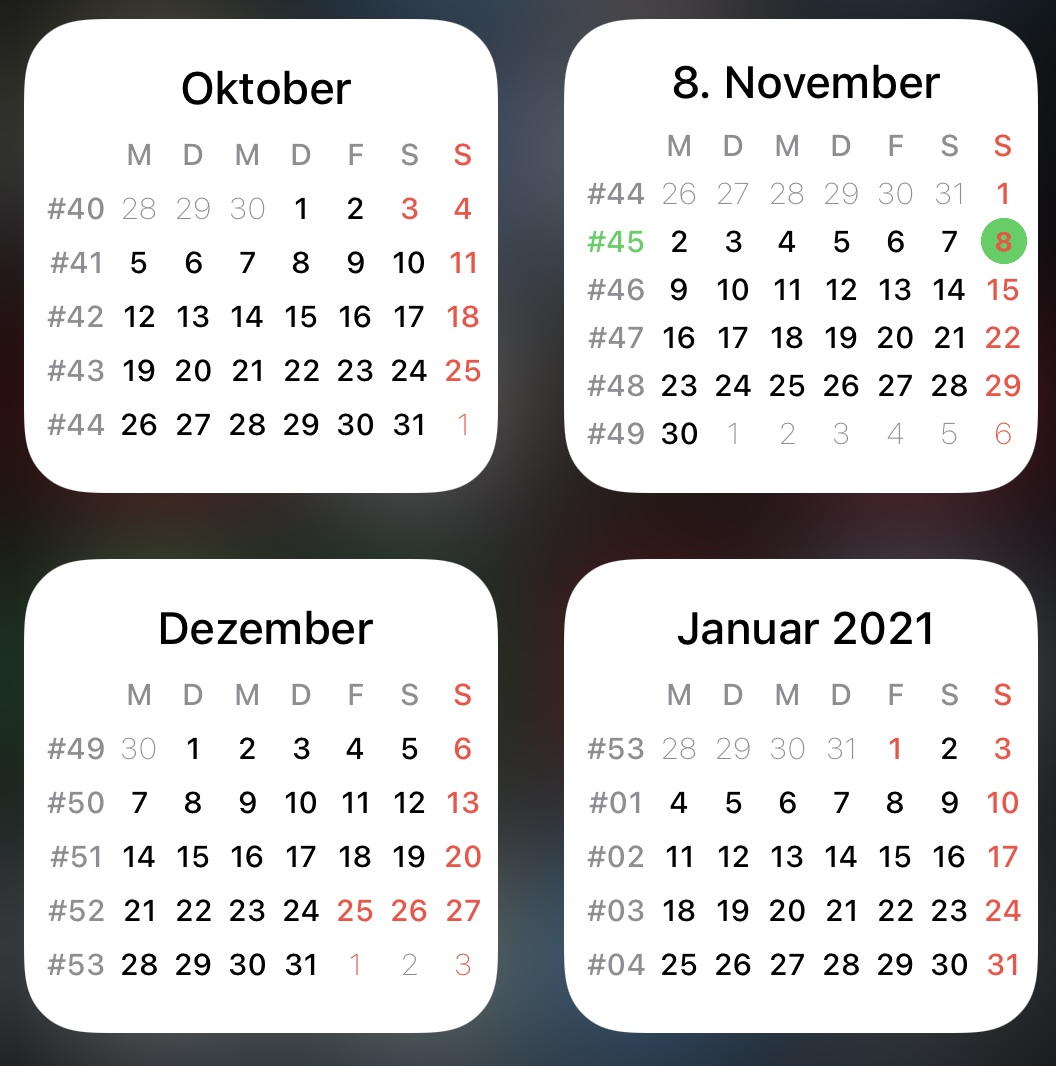 Oktober
M D M D F S S
#40 28 29 30 1 2 3 4
#41 5 6 7 8 9 10 11
#42 12 13 14 15 16 17 18
#43 19 20 21 22 23 24 25
#44 26 27 28 29 30 31 1
8. November
M D M D F S S
#44 26 27 28 29 30 31 1
#45 2 3 4 5 6 7 8
#46 9 10 11 12 13 14 15
#47 16 17 18 19 20 21 22
#48 23 24 25 26 27 28 29
#49 30 1 2 3 4 5 6
Dezember
M D M D F S S
#49 30 1 2 3 4 5 6
#50 7 8 9 10 11 12 13
#51 14 15 16 17 18 19 20
#52 21 22 23 24 25 26 27
#53 28 29 30 31 1 2 3
Januar 2021
M D M D F S S
#53 28 29 30 31 1 2 3
#01 4 5 6 7 8 9 10
#02 11 12 13 14 15 16 17
#03 18 19 20 21 22 23 24
#04 25 26 27 28 29 30 31